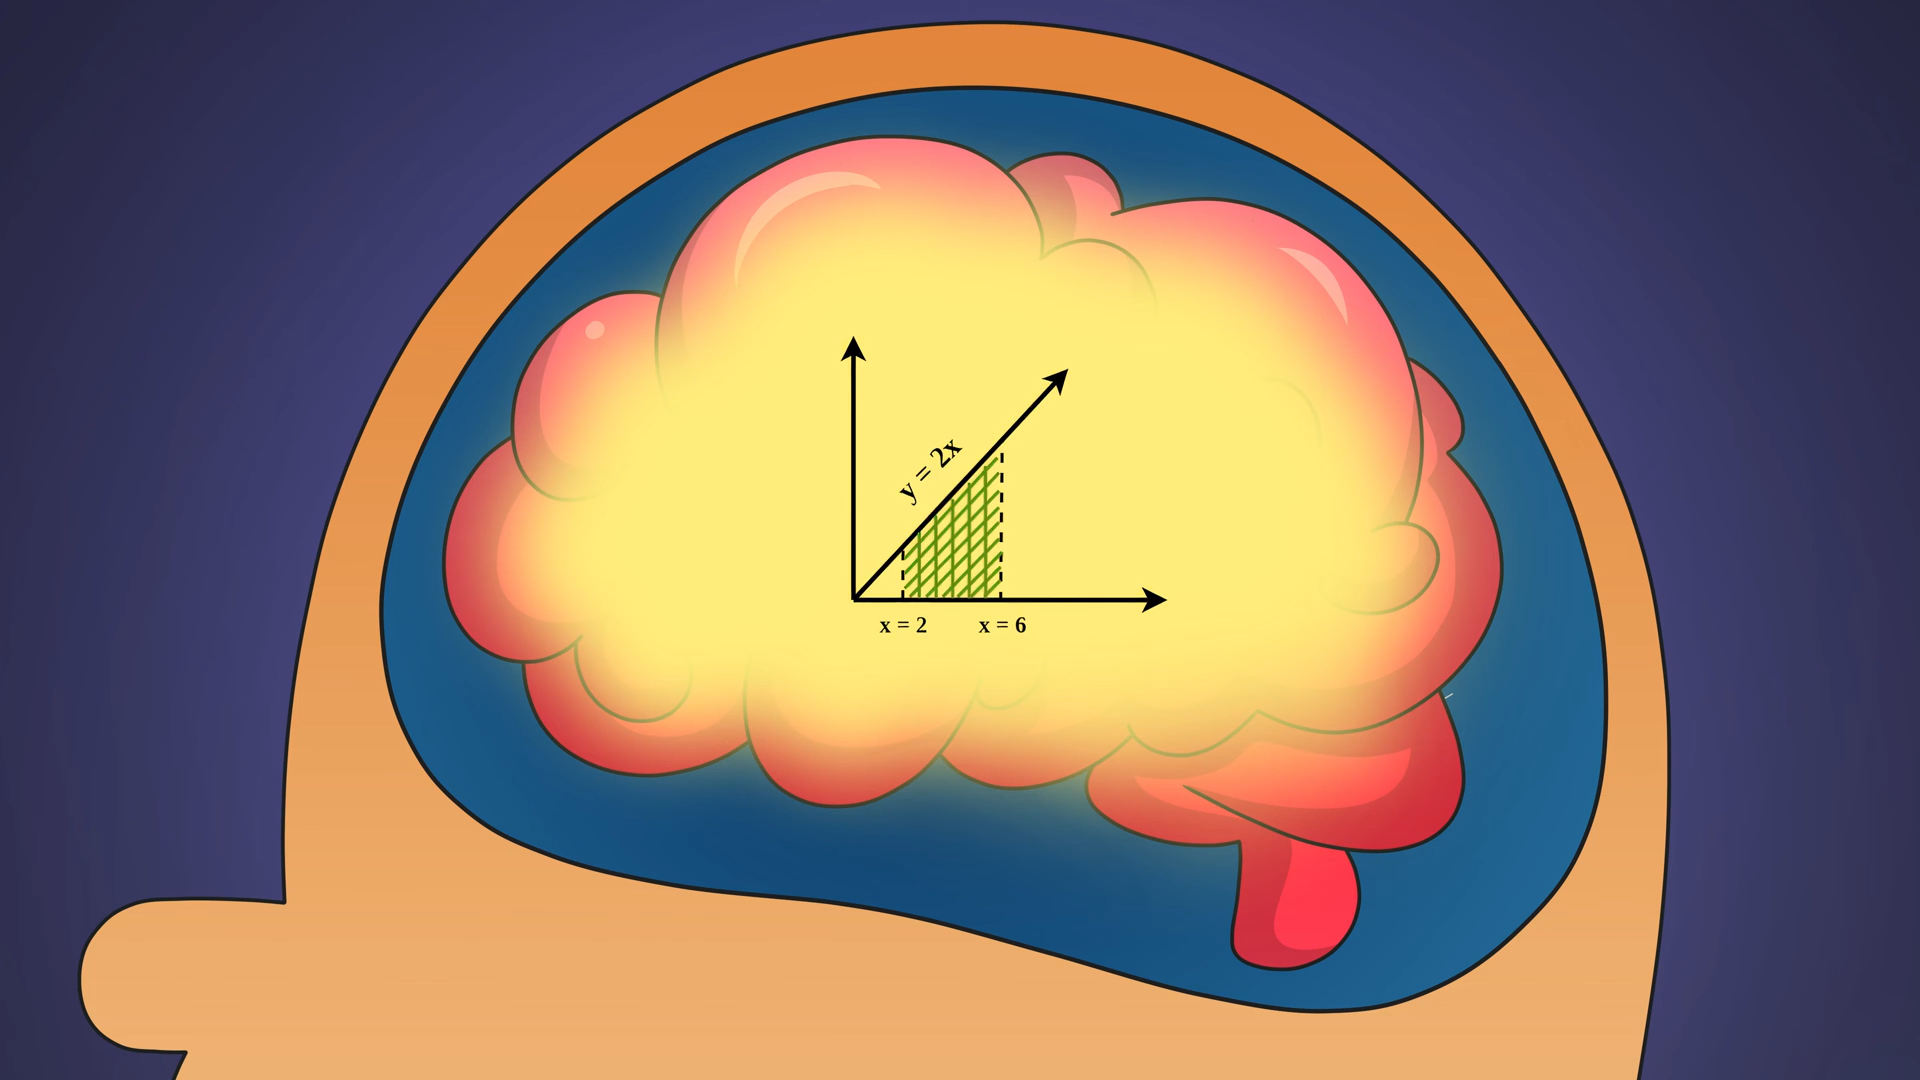 y = 2x
x = 2
x = 6